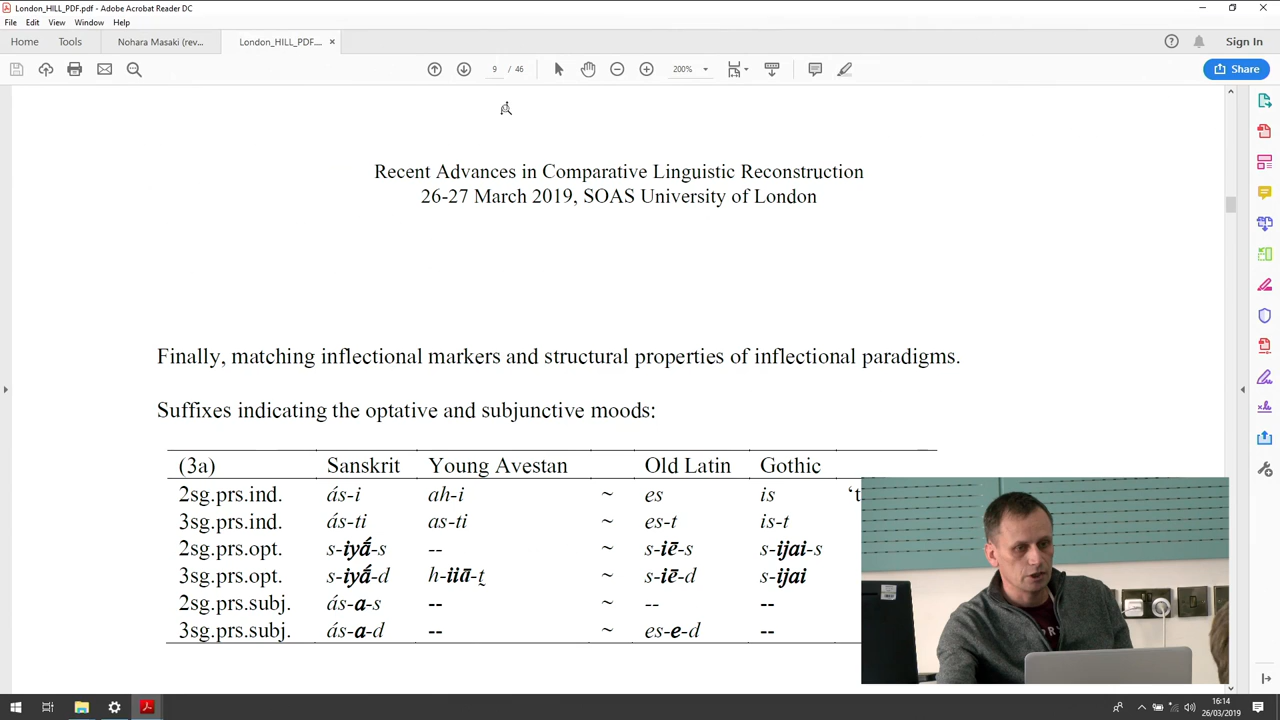 London_HILL_PDF.pdf - Adobe Acrobat Reader DC
File Edit View Window Help
Home Tools Nohara Masaki (rev... London_HILL_PDF.... × Sign In
9 / 46 200% Share
Recent Advances in Comparative Linguistic Reconstruction
26-27 March 2019, SOAS University of London
Finally, matching inflectional markers and structural properties of inflectional paradigms.
Suffixes indicating the optative and subjunctive moods:
(3a) Sanskrit Young Avestan Old Latin Gothic
2sg.prs.ind. ás-i ah-i ~ es is ‘t
3sg.prs.ind. ás-ti as-ti ~ es-t is-t
2sg.prs.opt. s-iyā́-s -- ~ s-iē-s s-ijai-s
3sg.prs.opt. s-iyā́-d h-iiā-t̰ ~ s-iē-d s-ijai
2sg.prs.subj. ás-a-s -- ~ -- --
3sg.prs.subj. ás-a-d -- ~ es-e-d --
16:14
26/03/2019